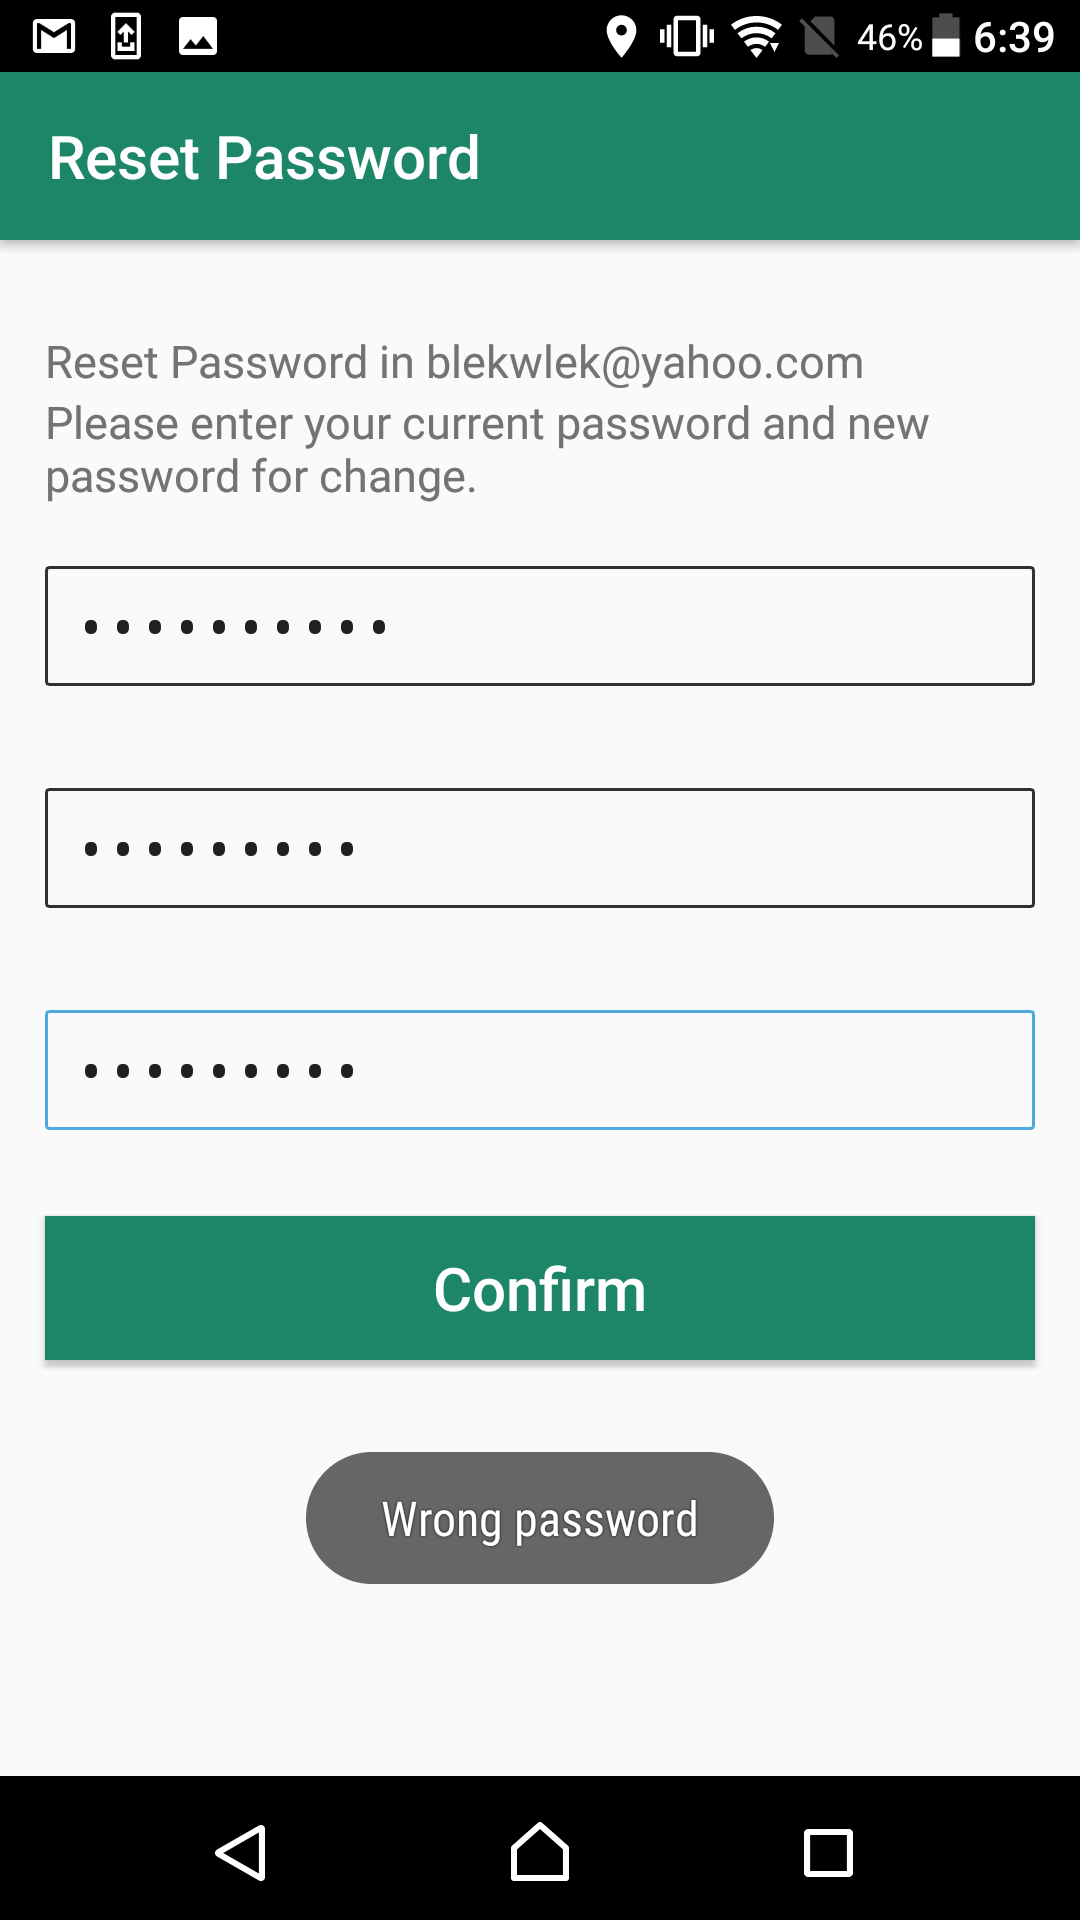 46% 6:39
Reset Password
Reset Password in blekwlek@yahoo.com
Please enter your current password and new
password for change.
••••••••••
•••••••••
•••••••••
Confirm
Wrong password